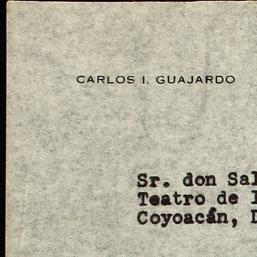 CARLOS I. GUAJARDO
Sr. don Sal
Teatro de
Coyoacán,